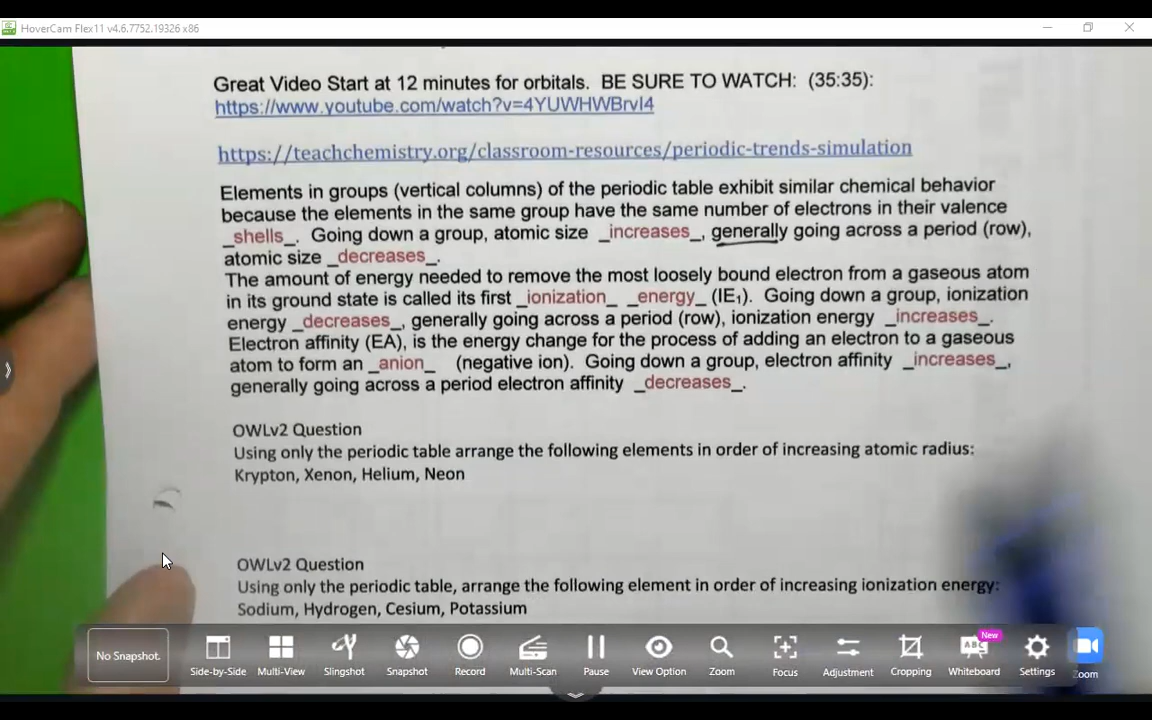 HoverCam Flex11 v4.6.7752.19326 x86
Great Video Start at 12 minutes for orbitals. BE SURE TO WATCH: (35:35):
https://www.youtube.com/watch?v=4YUWHWBrvI4
https://teachchemistry.org/classroom-resources/periodic-trends-simulation
Elements in groups (vertical columns) of the periodic table exhibit similar chemical behavior
because the elements in the same group have the same number of electrons in their valence
_shells_. Going down a group, atomic size _increases_, generally going across a period (row),
atomic size _decreases_.
The amount of energy needed to remove the most loosely bound electron from a gaseous atom
in its ground state is called its first _ionization_ _energy_ (IE₁). Going down a group, ionization
energy _decreases_, generally going across a period (row), ionization energy _increases_.
Electron affinity (EA), is the energy change for the process of adding an electron to a gaseous
atom to form an _anion_ (negative ion). Going down a group, electron affinity _increases_,
generally going across a period electron affinity _decreases_.
OWLv2 Question
Using only the periodic table arrange the following elements in order of increasing atomic radius:
Krypton, Xenon, Helium, Neon
OWLv2 Question
Using only the periodic table, arrange the following element in order of increasing ionization energy:
Sodium, Hydrogen, Cesium, Potassium
No Snapshot.
Side-by-Side Multi-View Slingshot Snapshot Record Multi-Scan Pause View Option Zoom Focus Adjustment Cropping Whiteboard Settings Zoom
New
ABC